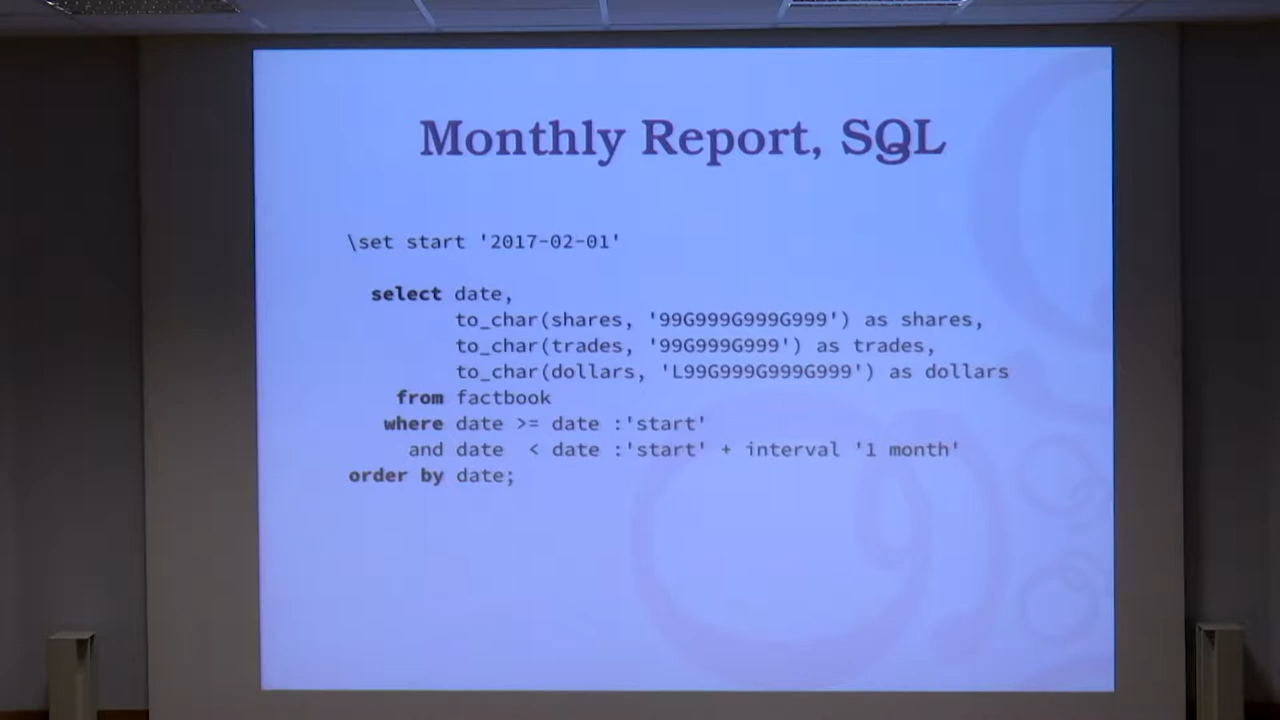 Monthly Report, SQL
\set start '2017-02-01'
select date,
to_char(shares, '99G999G999G999') as shares,
to_char(trades, '99G999G999') as trades,
to_char(dollars, 'L99G999G999G999') as dollars
from factbook
where date >= date :'start'
and date < date :'start' + interval '1 month'
order by date;